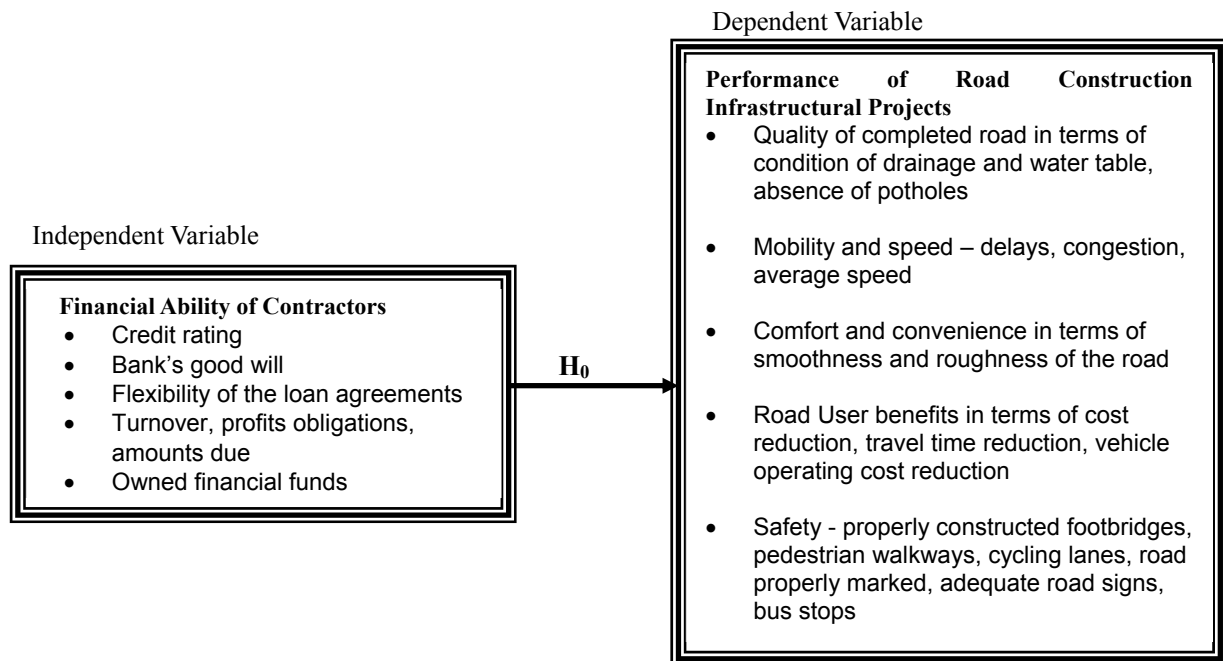 Dependent Variable
Performance of Road Construction
Infrastructural Projects
• Quality of completed road in terms of
condition of drainage and water table,
absence of potholes
• Mobility and speed – delays, congestion,
average speed
• Comfort and convenience in terms of
smoothness and roughness of the road
• Road User benefits in terms of cost
reduction, travel time reduction, vehicle
operating cost reduction
• Safety - properly constructed footbridges,
pedestrian walkways, cycling lanes, road
properly marked, adequate road signs,
bus stops
Independent Variable
Financial Ability of Contractors
• Credit rating
• Bank’s good will
• Flexibility of the loan agreements
• Turnover, profits obligations,
amounts due
• Owned financial funds
H₀